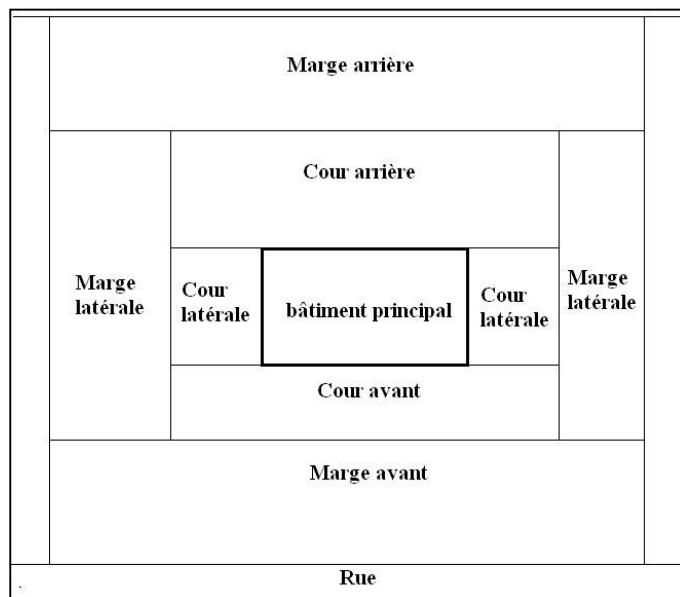 Marge arrière
Cour arrière
Marge
latérale
Cour
latérale
bâtiment principal
Cour
latérale
Marge
latérale
Cour avant
Marge avant
Rue